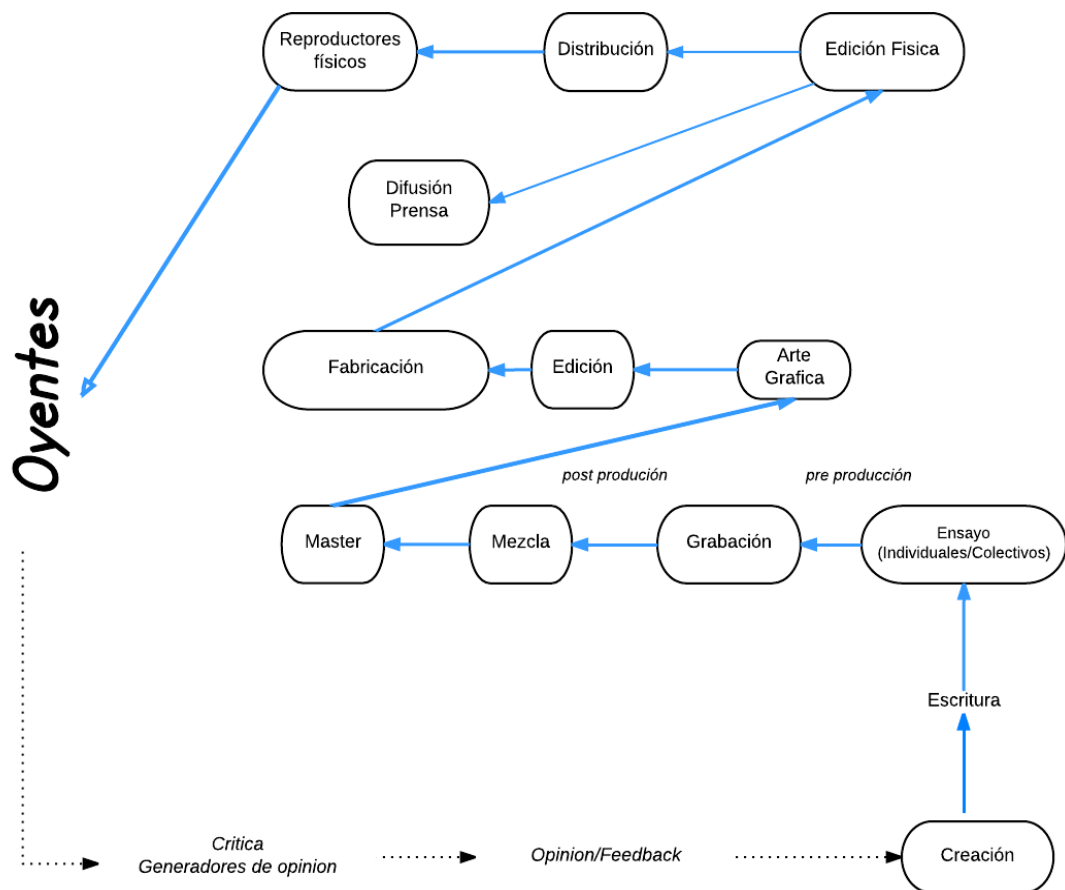 Reproductores
físicos
Distribución
Edición Fisica
Difusión
Prensa
Oyentes
Fabricación
Edición
Arte
Grafica
post produción
pre producción
Master
Mezcla
Grabación
Ensayo
(Individuales/Colectivos)
Escritura
Critica
Generadores de opinion
Opinion/Feedback
Creación